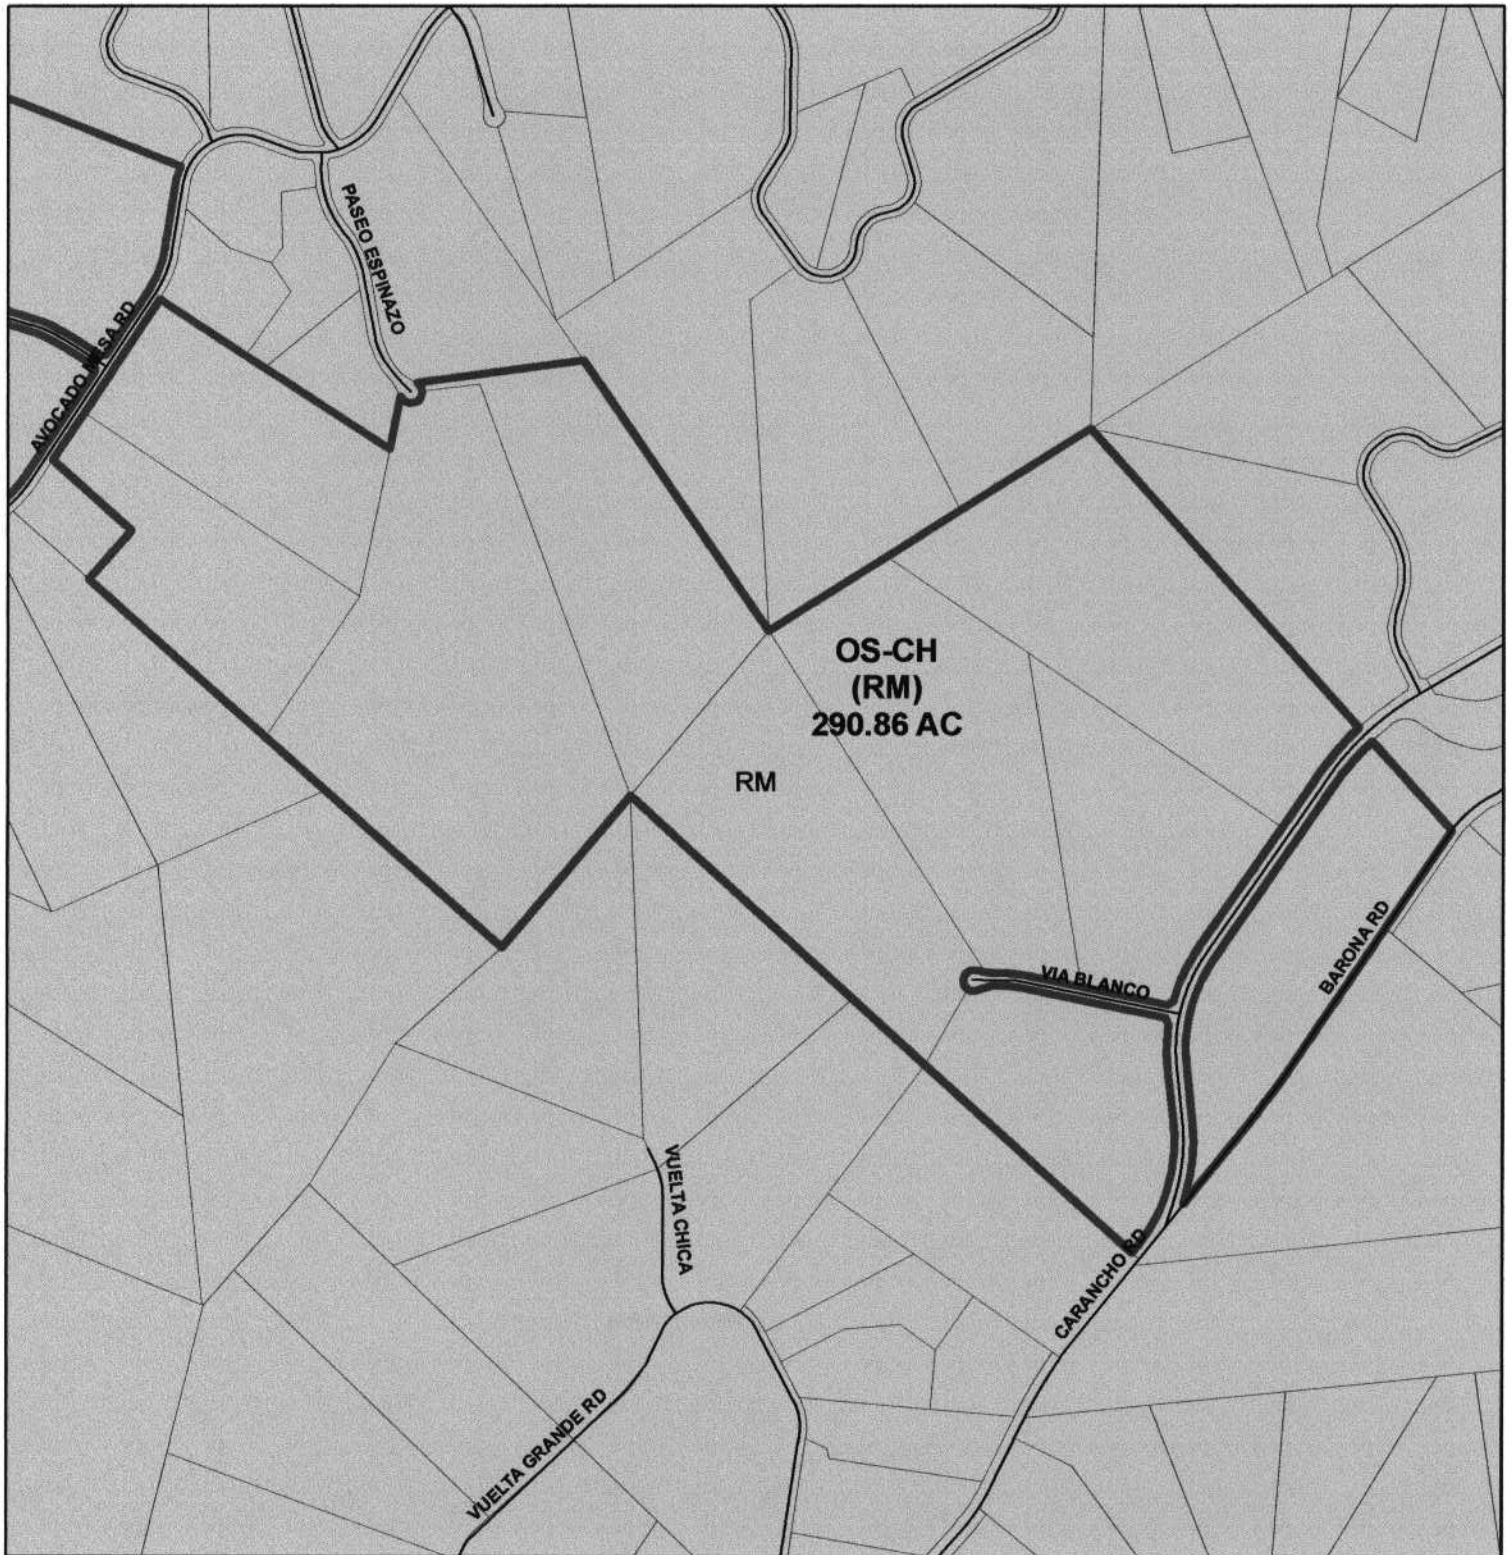 PASEO ESPINAZO
AVOCADO MESA RD
OS-CH
(RM)
290.86 AC
RM
VIA BLANCO
BARONA RD
VUELTA CHICA
CARANCHO RD
VUELTA GRANDE RD